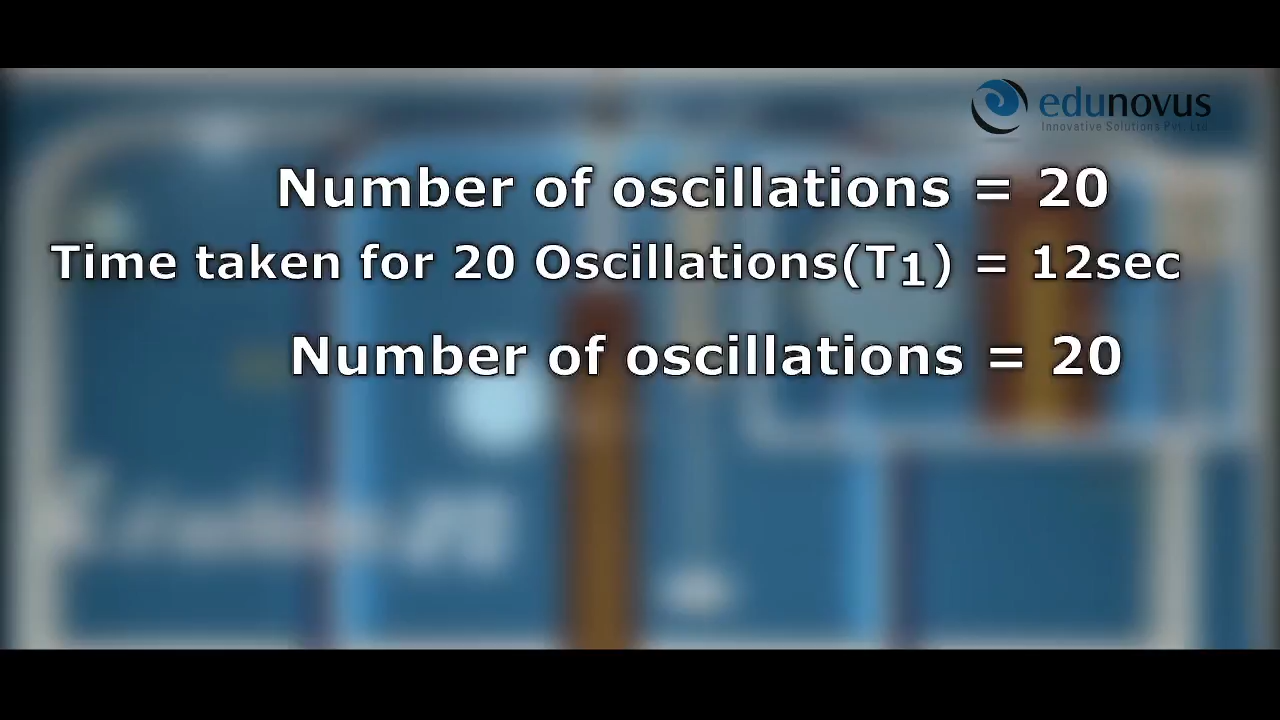 edunovus
Innovative Solutions Pvt. Ltd.
Number of oscillations = 20
Time taken for 20 Oscillations(T1) = 12sec
Number of oscillations = 20